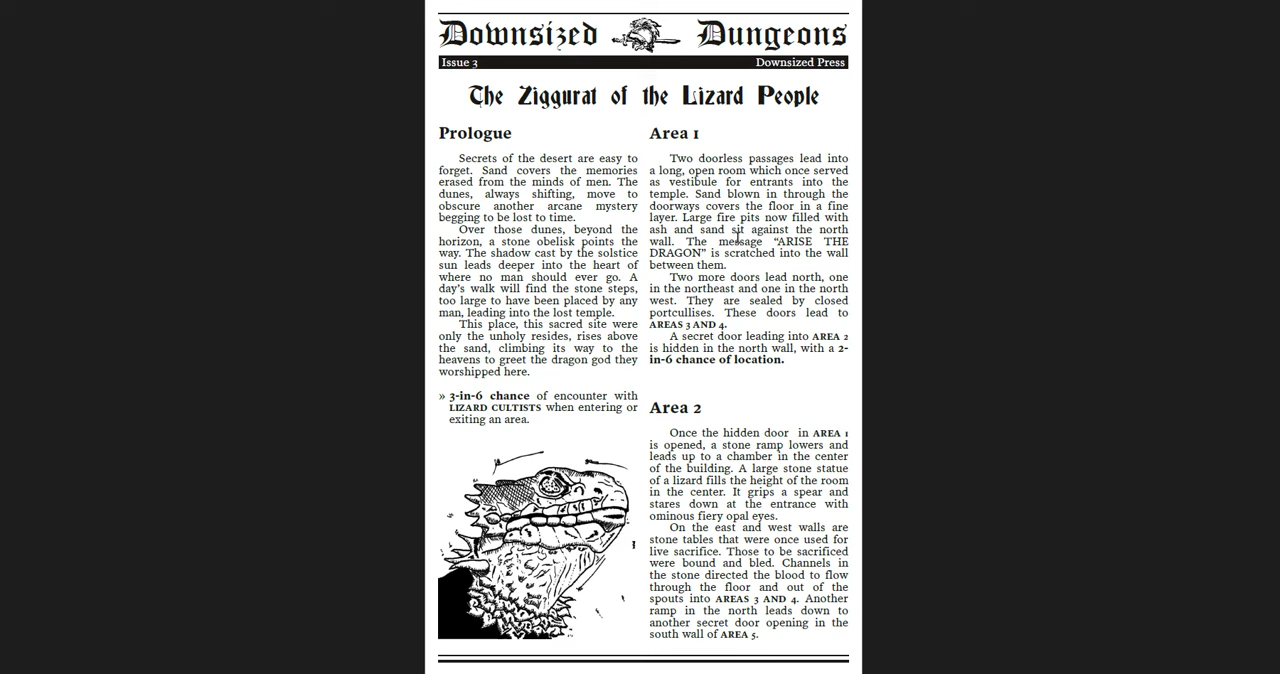 Downsized Dungeons
Issue 3 Downsized Press
The Ziggurat of the Lizard People
Prologue
Secrets of the desert are easy to
forget. Sand covers the memories
erased from the minds of men. The
dunes, always shifting, move to
obscure another arcane mystery
begging to be lost to time.
Over those dunes, beyond the
horizon, a stone obelisk points the
way. The shadow cast by the solstice
sun leads deeper into the heart of
where no man should ever go. A
day's walk will find the stone steps,
too large to have been placed by any
man, leading into the lost temple.
This place, this sacred site were
only the unholy resides, rises above
the sand, climbing its way to the
heavens to greet the dragon god they
worshipped here.
» 3-in-6 chance of encounter with
LIZARD CULTISTS when entering or
exiting an area.
Area 1
Two doorless passages lead into
a long, open room which once served
as vestibule for entrants into the
temple. Sand blown in through the
doorways covers the floor in a fine
layer. Large fire pits now filled with
ash and sand sit against the north
wall. The message “ARISE THE
DRAGON” is scratched into the wall
between them.
Two more doors lead north, one
in the northeast and one in the north
west. They are sealed by closed
portcullises. These doors lead to
AREAS 3 AND 4.
A secret door leading into AREA 2
is hidden in the north wall, with a 2-
in-6 chance of location.
Area 2
Once the hidden door in AREA 1
is opened, a stone ramp lowers and
leads up to a chamber in the center
of the building. A large stone statue
of a lizard fills the height of the room
in the center. It grips a spear and
stares down at the entrance with
ominous fiery opal eyes.
On the east and west walls are
stone tables that were once used for
live sacrifice. Those to be sacrificed
were bound and bled. Channels in
the stone directed the blood to flow
through the floor and out of the
spouts into AREAS 3 AND 4. Another
ramp in the north leads down to
another secret door opening in the
south wall of AREA 5.